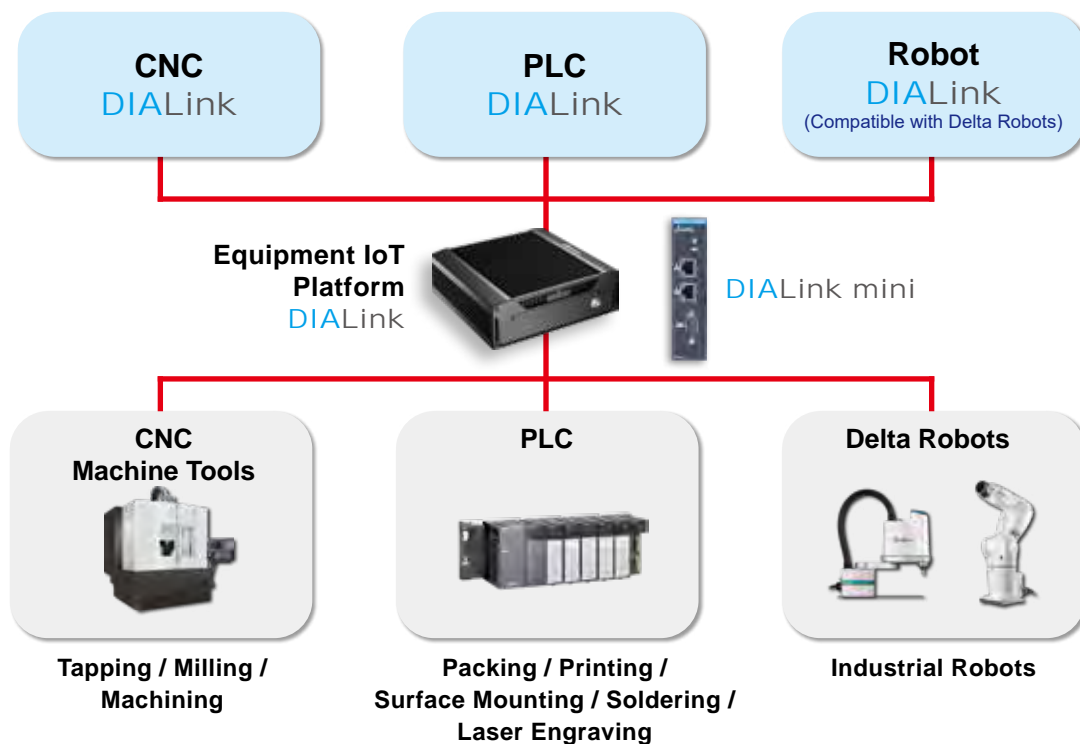 CNC
DIALink
PLC
DIALink
Robot
DIALink
(Compatible with Delta Robots)
Equipment IoT
Platform
DIALink
DIALink mini
CNC
Machine Tools
PLC
Delta Robots
Tapping / Milling /
Machining
Packing / Printing /
Surface Mounting / Soldering /
Laser Engraving
Industrial Robots